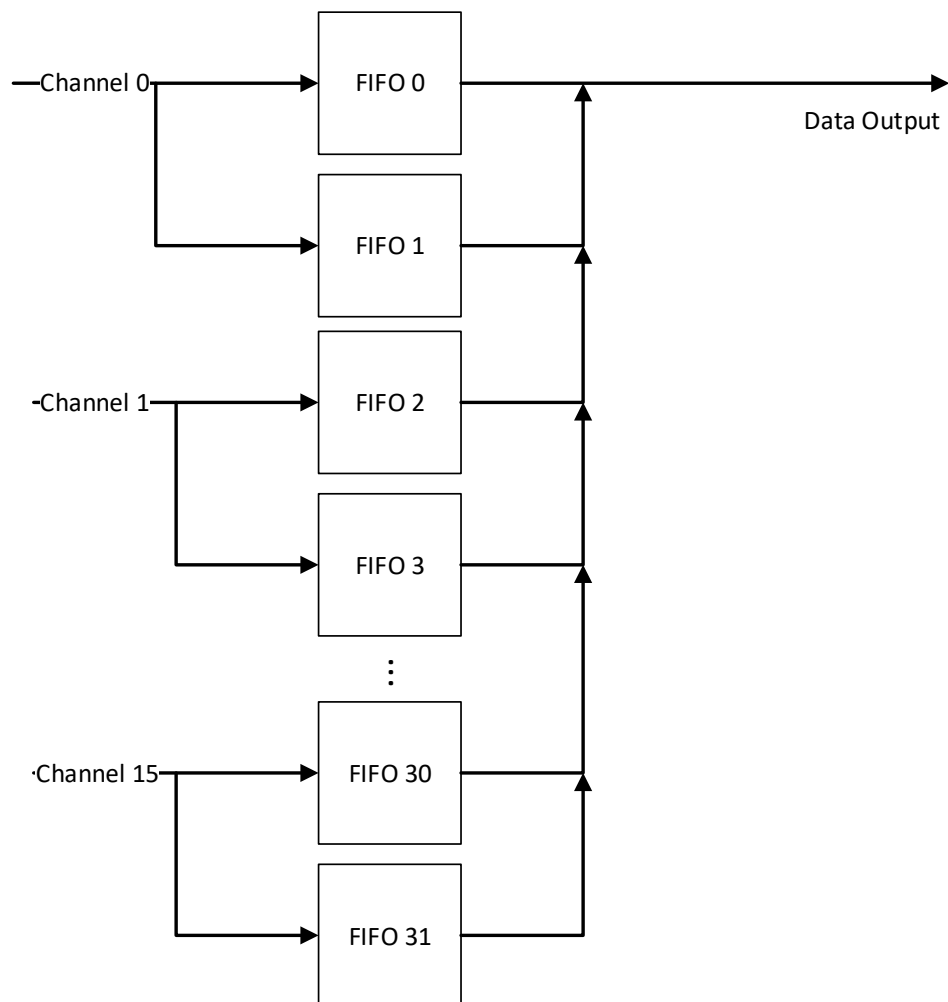 Channel 0
FIFO 0
Data Output
FIFO 1
Channel 1
FIFO 2
FIFO 3
...
Channel 15
FIFO 30
FIFO 31